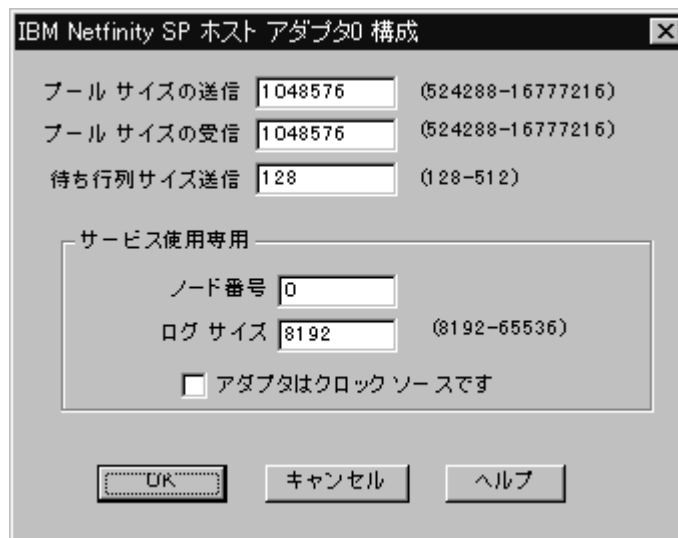 IBM Netfinity SP ホスト アダプタ0 構成
プール サイズの送信 1048576 (524288-16777216)
プール サイズの受信 1048576 (524288-16777216)
待ち行列サイズ送信 128 (128-512)
サービス使用専用
ノード番号 0
ログ サイズ 8192 (8192-65536)
アダプタはクロック ソースです
OK キャンセル ヘルプ